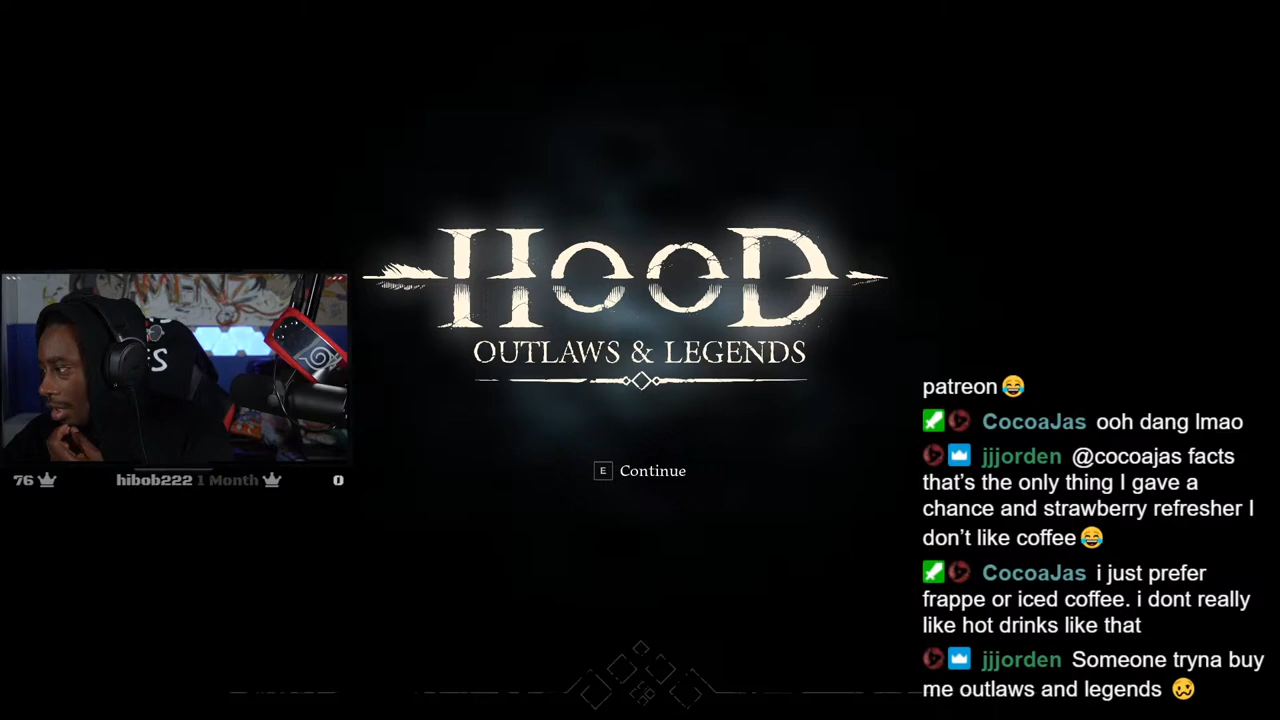 HOOD
OUTLAWS & LEGENDS
E Continue
MENZ
ES
76 hibob222 1 Month 0
patreon😂
CocoaJas ooh dang lmao
jjjorden @cocoajas facts
that's the only thing I gave a
chance and strawberry refresher I
don't like coffee😂
CocoaJas i just prefer
frappe or iced coffee. i dont really
like hot drinks like that
jjjorden Someone tryna buy
me outlaws and legends 🥴